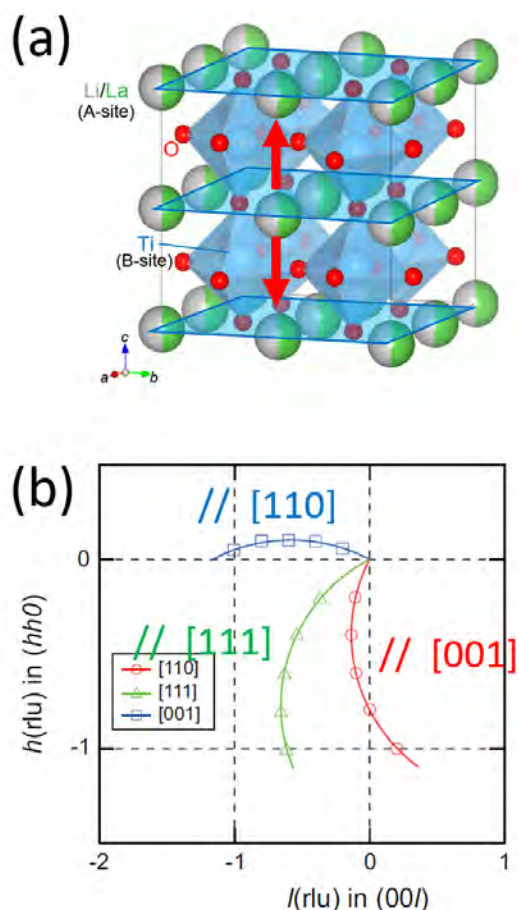 (a)
Li/La
(A-site)
O
Ti
(B-site)
c
a
b
(b)
// [110]
// [111]
// [001]
[110]
[111]
[001]
h(rlu) in (hh0)
0
-1
-2
-1
0
1
l(rlu) in (00l)